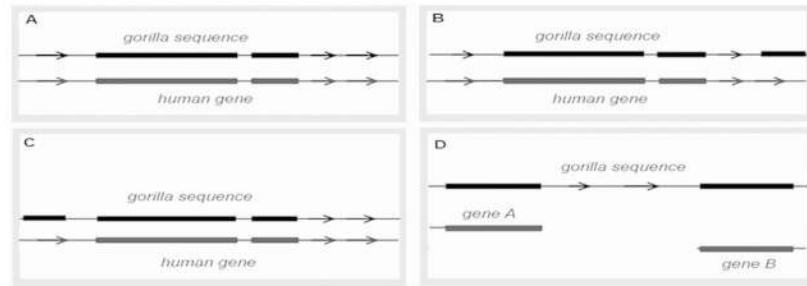 A
gorilla sequence
human gene
B
gorilla sequence
human gene
C
gorilla sequence
human gene
D
gorilla sequence
gene A
gene B